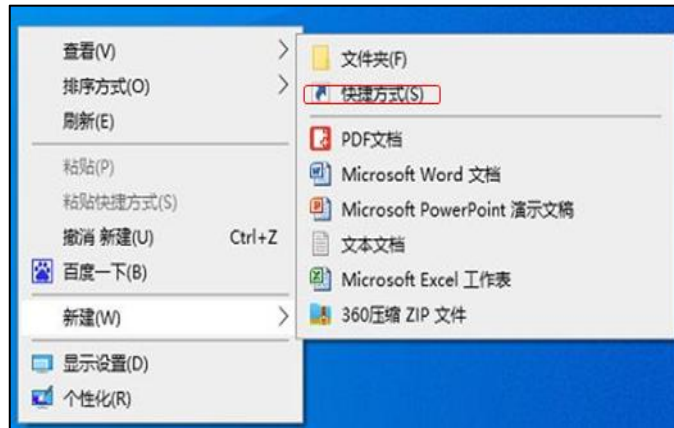 查看(V)
排序方式(O)
刷新(E)
粘贴(P)
粘贴快捷方式(S)
撤消 新建(U) Ctrl+Z
百度一下(B)
新建(W)
显示设置(D)
个性化(R)
文件夹(F)
快捷方式(S)
PDF文档
Microsoft Word 文档
Microsoft PowerPoint 演示文稿
文本文档
Microsoft Excel 工作表
360压缩 ZIP 文件